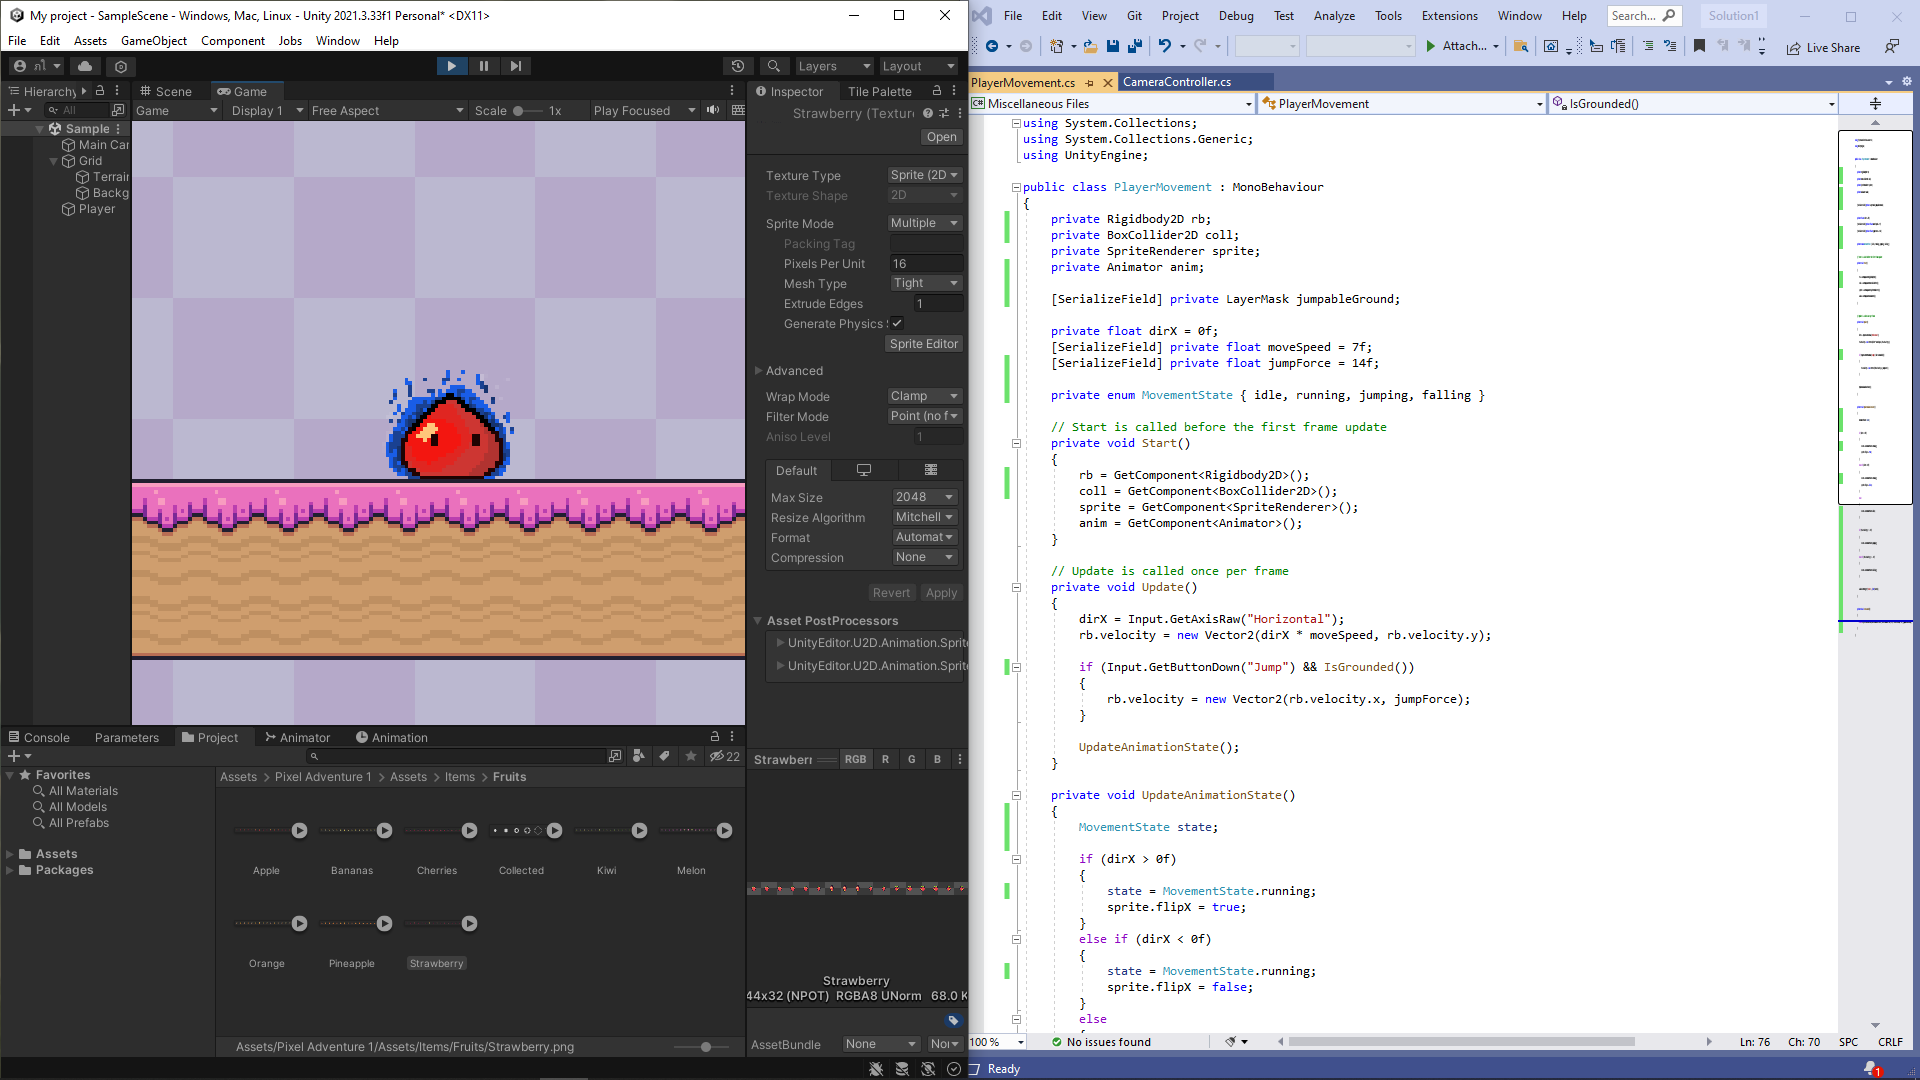 My project - SampleScene - Windows, Mac, Linux - Unity 2021.3.33f1 Personal* <DX11>
File Edit Assets GameObject Component Jobs Window Help
Layers Layout
Hierarchy
All
Sample
Main Car
Grid
Terrain
Backg
Player
Scene Game
Game Display 1 Free Aspect Scale 1x Play Focused
Inspector Tile Palette
Strawberry (Texture
Open
Texture Type Sprite (2D
Texture Shape 2D
Sprite Mode Multiple
Packing Tag
Pixels Per Unit 16
Mesh Type Tight
Extrude Edges 1
Generate Physics S
Sprite Editor
Advanced
Wrap Mode Clamp
Filter Mode Point (no f
Aniso Level 1
Default
Max Size 2048
Resize Algorithm Mitchell
Format Automat
Compression None
Revert Apply
Asset PostProcessors
UnityEditor.U2D.Animation.Sprite
UnityEditor.U2D.Animation.Sprite
Console Parameters Project Animator Animation
22
Favorites
All Materials
All Models
All Prefabs
Assets
Packages
Assets > Pixel Adventure 1 > Assets > Items > Fruits
Apple Bananas Cherries Collected Kiwi Melon
Orange Pineapple Strawberry
Assets/Pixel Adventure 1/Assets/Items/Fruits/Strawberry.png
Strawberr RGB R G B
Strawberry
44x32 (NPOT) RGBA8 UNorm 68.0 K
AssetBundle None Non
File Edit View Git Project Debug Test Analyze Tools Extensions Window Help Search... Solution1
Attach... Live Share
PlayerMovement.cs CameraController.cs
C# Miscellaneous Files PlayerMovement IsGrounded()
using System.Collections;
using System.Collections.Generic;
using UnityEngine;
public class PlayerMovement : MonoBehaviour
{
private Rigidbody2D rb;
private BoxCollider2D coll;
private SpriteRenderer sprite;
private Animator anim;
[SerializeField] private LayerMask jumpableGround;
private float dirX = 0f;
[SerializeField] private float moveSpeed = 7f;
[SerializeField] private float jumpForce = 14f;
private enum MovementState { idle, running, jumping, falling }
// Start is called before the first frame update
private void Start()
{
rb = GetComponent<Rigidbody2D>();
coll = GetComponent<BoxCollider2D>();
sprite = GetComponent<SpriteRenderer>();
anim = GetComponent<Animator>();
}
// Update is called once per frame
private void Update()
{
dirX = Input.GetAxisRaw("Horizontal");
rb.velocity = new Vector2(dirX * moveSpeed, rb.velocity.y);
if (Input.GetButtonDown("Jump") && IsGrounded())
{
rb.velocity = new Vector2(rb.velocity.x, jumpForce);
}
UpdateAnimationState();
}
private void UpdateAnimationState()
{
MovementState state;
if (dirX > 0f)
{
state = MovementState.running;
sprite.flipX = true;
}
else if (dirX < 0f)
{
state = MovementState.running;
sprite.flipX = false;
}
else
{
100 % No issues found Ln: 76 Ch: 70 SPC CRLF
Ready 1